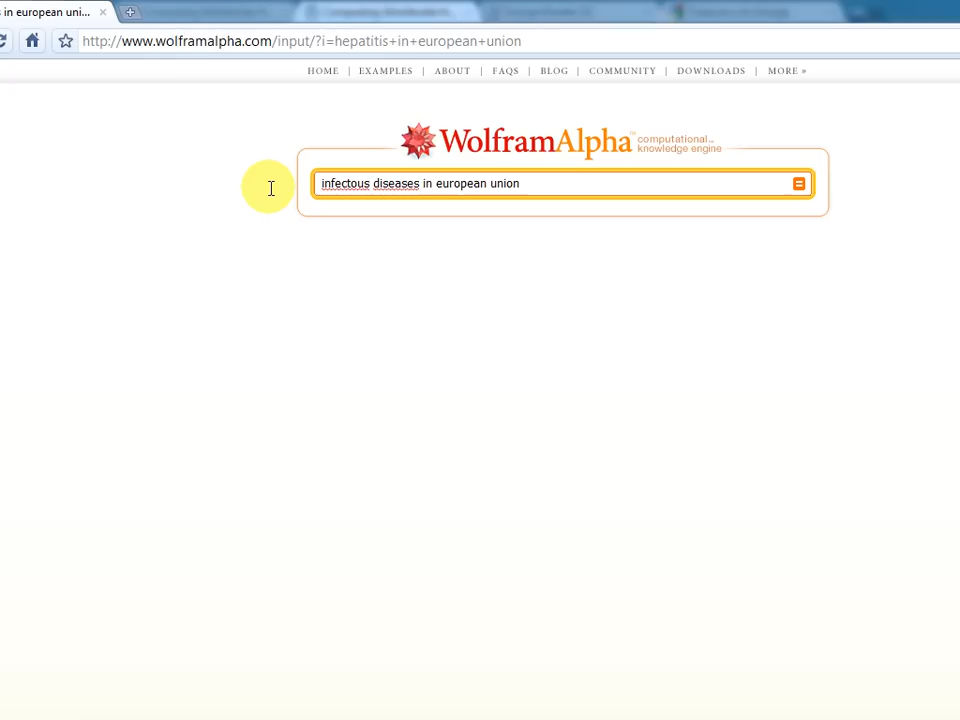 s in european uni...
http://www.wolframalpha.com/input/?i=hepatitis+in+european+union
HOME | EXAMPLES | ABOUT | FAQS | BLOG | COMMUNITY | DOWNLOADS | MORE »
WolframAlpha™ computational...
knowledge engine
infectous diseases in european union